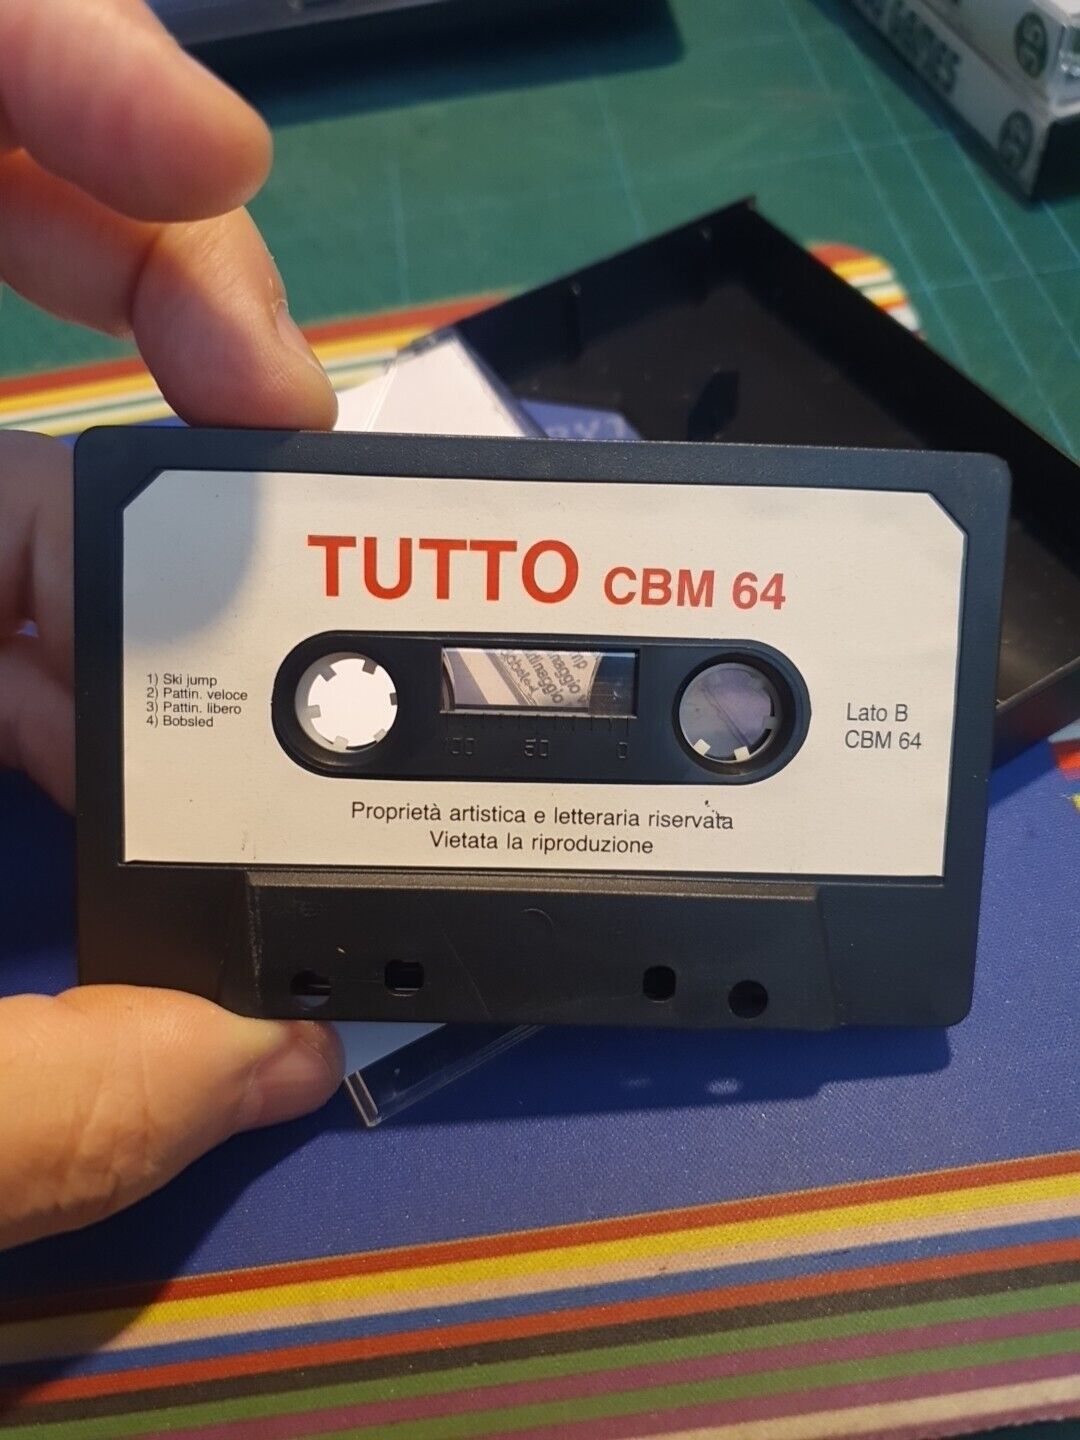 GAMES
TUTTO CBM 64
1) Ski jump
2) Pattin. veloce
3) Pattin. libero
4) Bobsled
100 50 0
Lato B
CBM 64
Proprietà artistica e letteraria riservata
Vietata la riproduzione